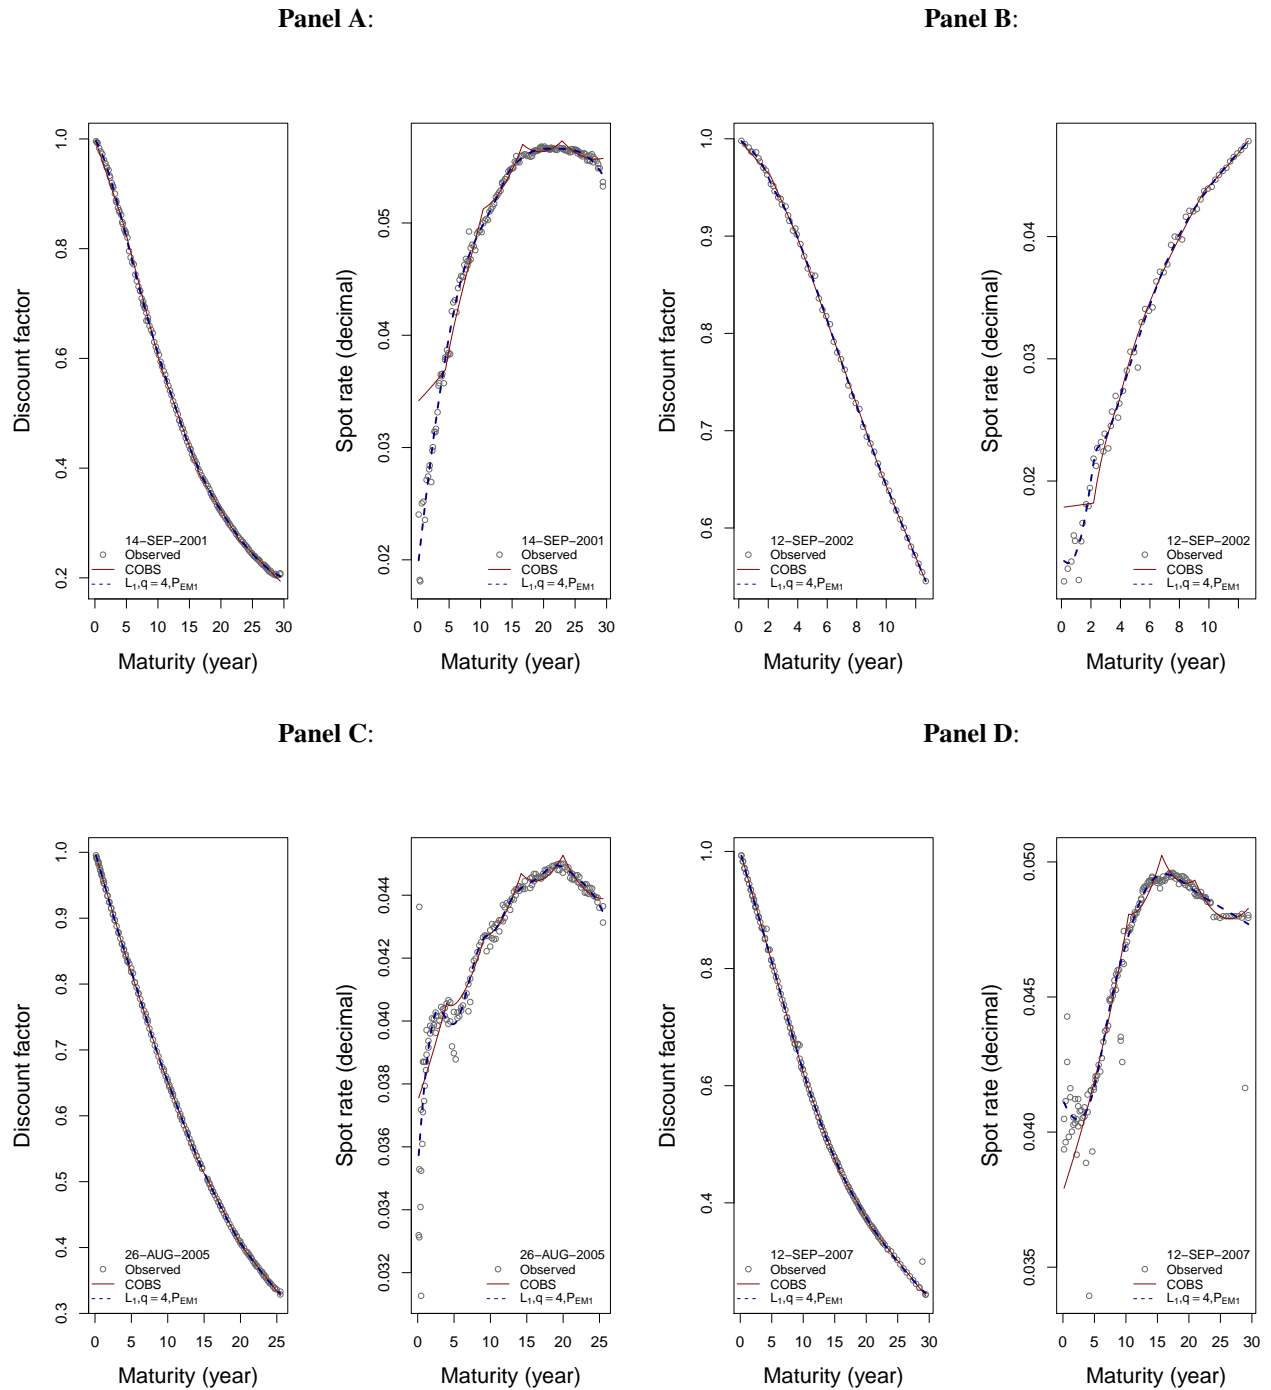 Panel A:
Panel B:
Discount factor
0.2 0.4 0.6 0.8 1.0
14−SEP−2001
Observed
COBS
L1,q = 4,PEM1
0 5 10 15 20 25 30
Maturity (year)
Spot rate (decimal)
0.02 0.03 0.04 0.05
14−SEP−2001
Observed
COBS
L1,q = 4,PEM1
0 5 10 15 20 25 30
Maturity (year)
Discount factor
0.6 0.7 0.8 0.9 1.0
12−SEP−2002
Observed
COBS
L1,q = 4,PEM1
0 2 4 6 8 10
Maturity (year)
Spot rate (decimal)
0.02 0.03 0.04
12−SEP−2002
Observed
COBS
L1,q = 4,PEM1
0 2 4 6 8 10
Maturity (year)
Panel C:
Panel D:
Discount factor
0.3 0.4 0.5 0.6 0.7 0.8 0.9 1.0
26−AUG−2005
Observed
COBS
L1,q = 4,PEM1
0 5 10 15 20 25
Maturity (year)
Spot rate (decimal)
0.032 0.034 0.036 0.038 0.040 0.042 0.044
26−AUG−2005
Observed
COBS
L1,q = 4,PEM1
0 5 10 15 20 25
Maturity (year)
Discount factor
0.4 0.6 0.8 1.0
12−SEP−2007
Observed
COBS
L1,q = 4,PEM1
0 5 10 15 20 25 30
Maturity (year)
Spot rate (decimal)
0.035 0.040 0.045 0.050
12−SEP−2007
Observed
COBS
L1,q = 4,PEM1
0 5 10 15 20 25 30
Maturity (year)